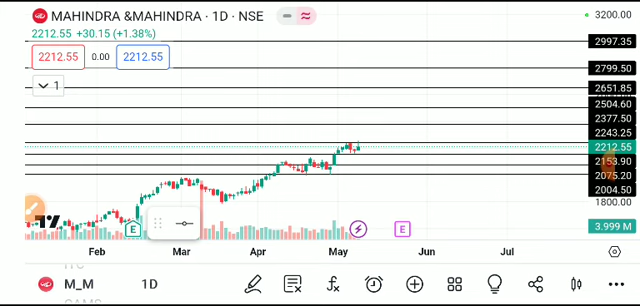 MAHINDRA &MAHINDRA · 1D · NSE
2212.55 +30.15 (+1.38%)
2212.55 0.00 2212.55
1
3200.00
2997.35
2799.50
2651.85
2504.60
2377.50
2243.25
2212.55
2153.90
2075.20
2004.50
1800.00
3.999 M
E E
Feb Mar Apr May Jun Jul
M_M 1D